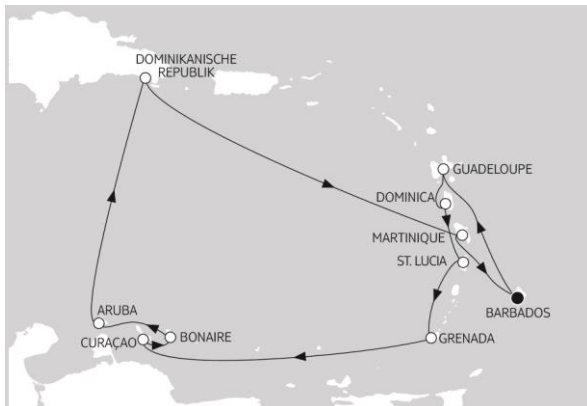 DOMINIKANISCHE
REPUBLIK
GUADELOUPE
DOMINICA
MARTINIQUE
ST. LUCIA
BARBADOS
ARUBA
CURAÇAO
BONAIRE
GRENADA